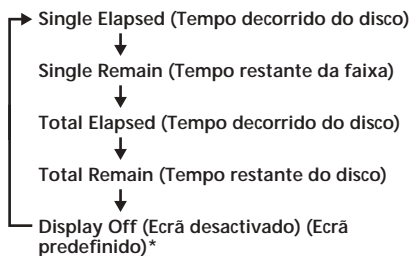 Single Elapsed (Tempo decorrido do disco)
Single Remain (Tempo restante da faixa)
Total Elapsed (Tempo decorrido do disco)
Total Remain (Tempo restante do disco)
Display Off (Ecrã desactivado) (Ecrã
predefinido)*